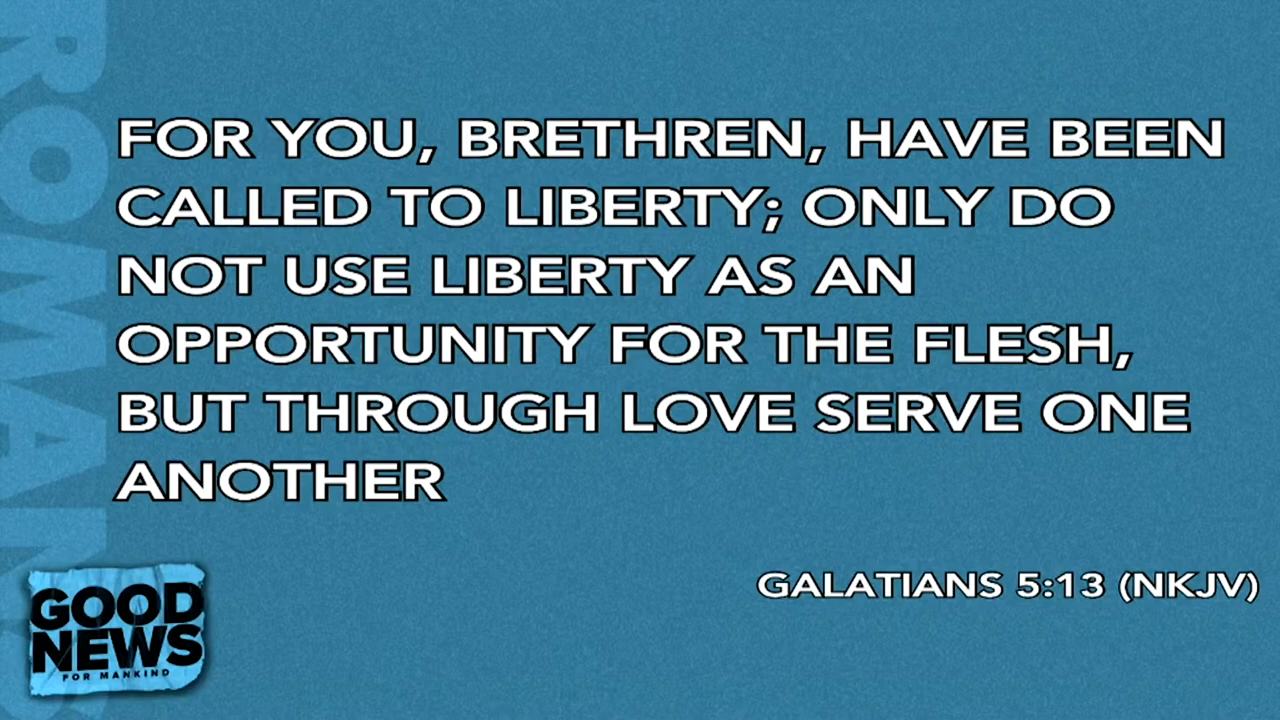 ROMANS
FOR YOU, BRETHREN, HAVE BEEN
CALLED TO LIBERTY; ONLY DO
NOT USE LIBERTY AS AN
OPPORTUNITY FOR THE FLESH,
BUT THROUGH LOVE SERVE ONE
ANOTHER
GALATIANS 5:13 (NKJV)
GOOD
NEWS
FOR MANKIND